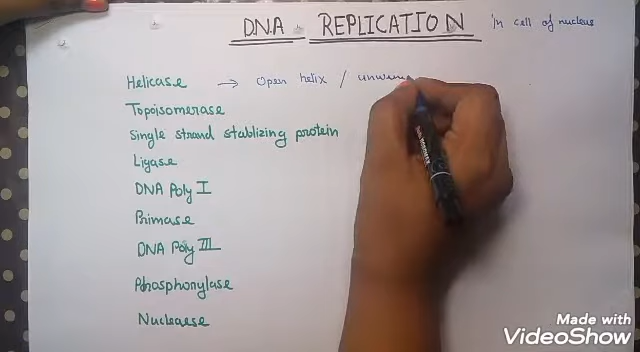 DNA REPLICATION In cell of nucleus
Helicase → Open helix /
Topoisomerase
Single strand stablizing protein
Ligase
DNA Poly I
Primase
DNA Poly III
Phosphonylase
Nuclease
Made with
VideoShow